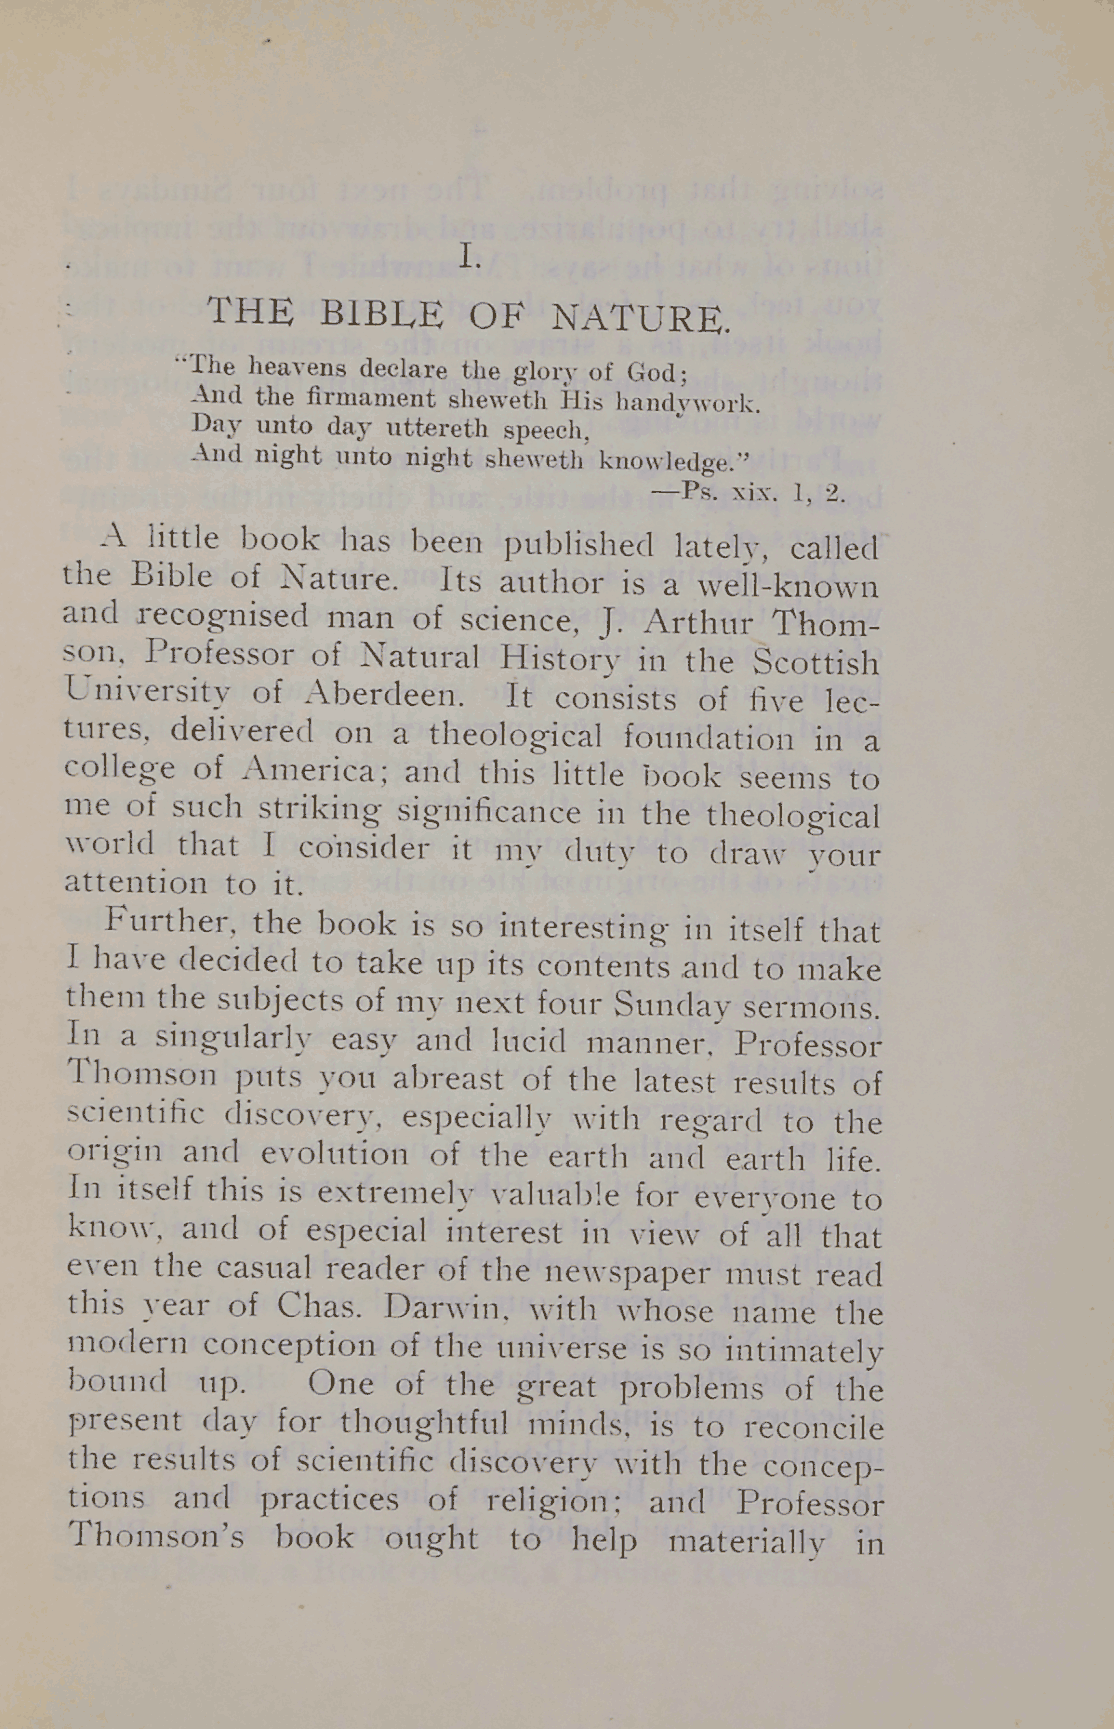 I.
THE BIBLE OF NATURE.
"The heavens declare the glory of God;
And the firmament sheweth His handywork.
Day unto day uttereth speech,
And night unto night sheweth knowledge."
—Ps. xix. 1, 2.
A little book has been published lately, called
the Bible of Nature. Its author is a well-known
and recognised man of science, J. Arthur Thom-
son, Professor of Natural History in the Scottish
University of Aberdeen. It consists of five lec-
tures, delivered on a theological foundation in a
college of America; and this little book seems to
me of such striking significance in the theological
world that I consider it my duty to draw your
attention to it.
Further, the book is so interesting in itself that
I have decided to take up its contents and to make
them the subjects of my next four Sunday sermons.
In a singularly easy and lucid manner, Professor
Thomson puts you abreast of the latest results of
scientific discovery, especially with regard to the
origin and evolution of the earth and earth life.
In itself this is extremely valuable for everyone to
know, and of especial interest in view of all that
even the casual reader of the newspaper must read
this year of Chas. Darwin, with whose name the
modern conception of the universe is so intimately
bound up. One of the great problems of the
present day for thoughtful minds, is to reconcile
the results of scientific discovery with the concep-
tions and practices of religion; and Professor
Thomson's book ought to help materially in